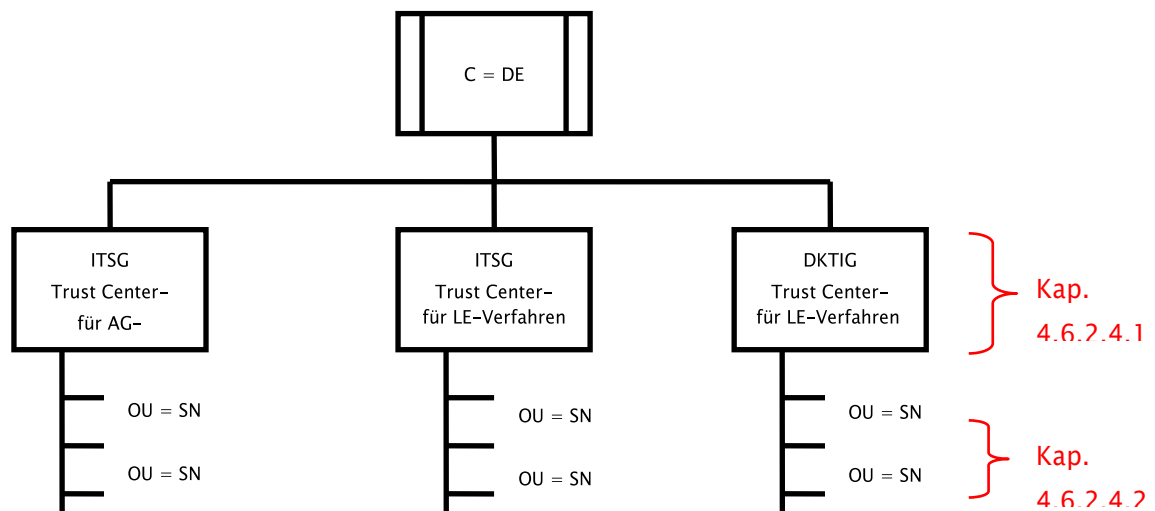 C = DE
ITSG
Trust Center-
für AG-
ITSG
Trust Center-
für LE-Verfahren
DKTIG
Trust Center-
für LE-Verfahren
Kap.
4.6.2.4.1
OU = SN
OU = SN
OU = SN
OU = SN
OU = SN
OU = SN
Kap.
4.6.2.4.2